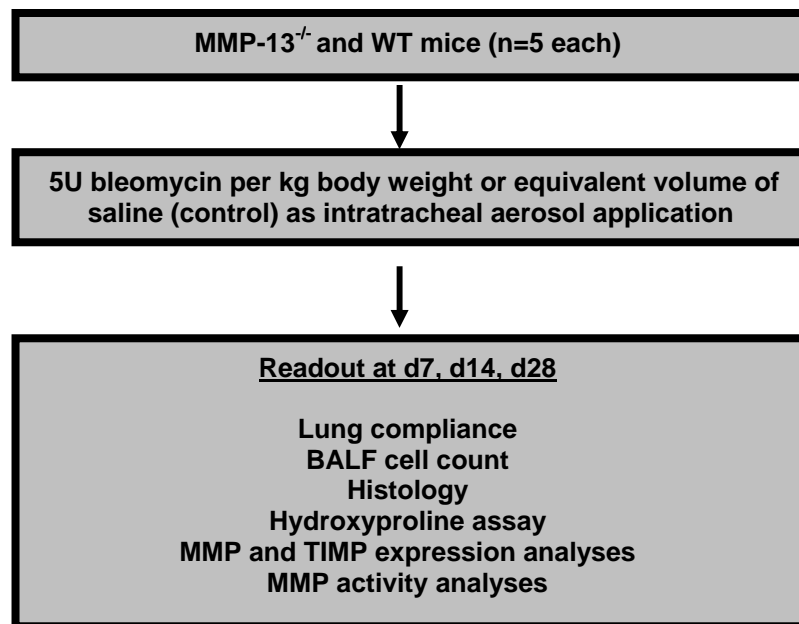 MMP-13-/- and WT mice (n=5 each)
5U bleomycin per kg body weight or equivalent volume of
saline (control) as intratracheal aerosol application
Readout at d7, d14, d28
Lung compliance
BALF cell count
Histology
Hydroxyproline assay
MMP and TIMP expression analyses
MMP activity analyses